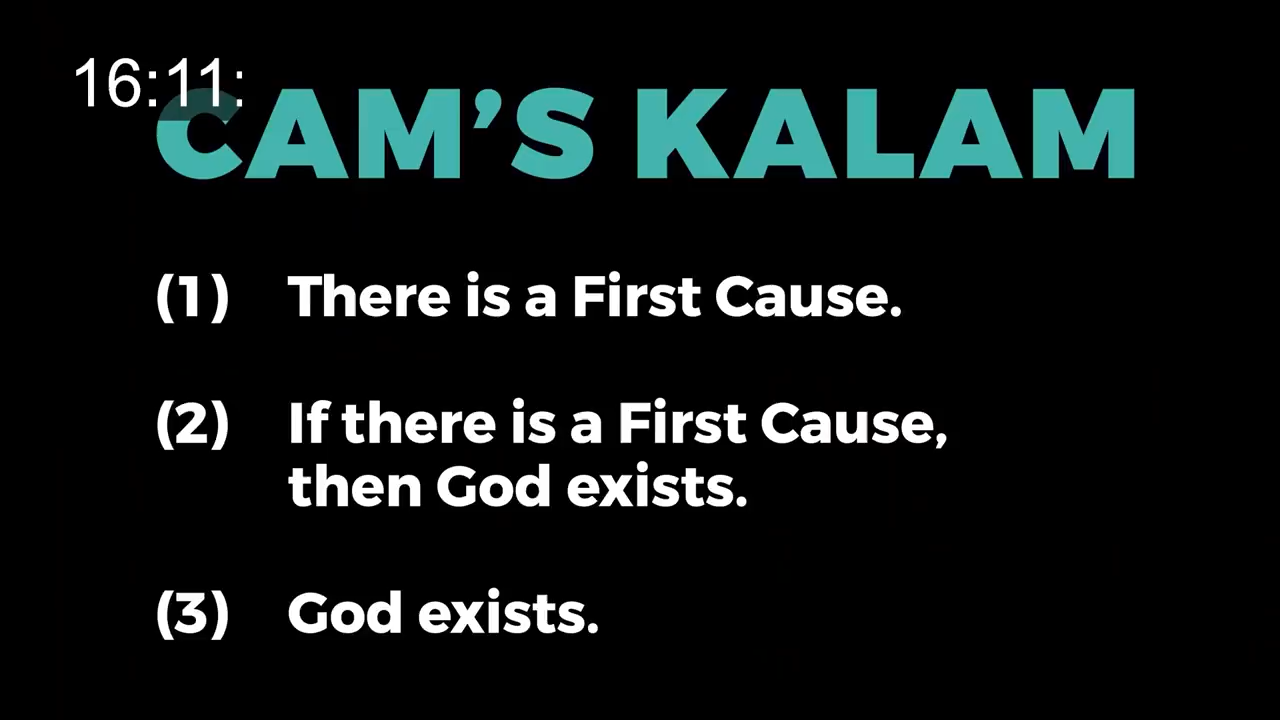 16:11:
CAM’S KALAM
(1) There is a First Cause.
(2) If there is a First Cause,
then God exists.
(3) God exists.